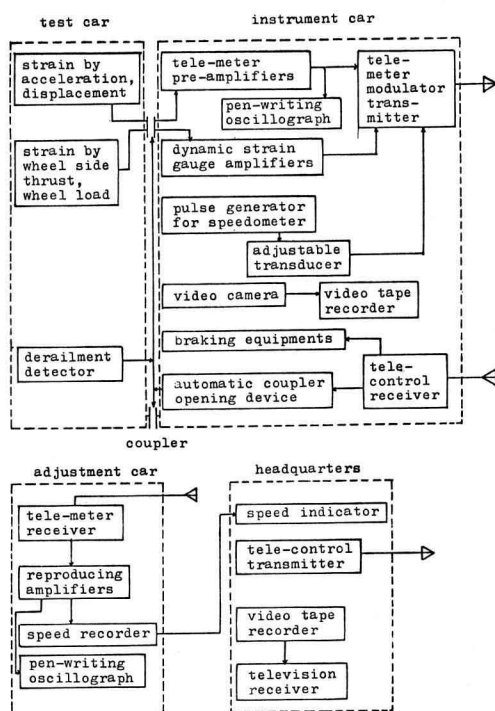 test car
instrument car
strain by
acceleration,
displacement
strain by
wheel side
thrust,
wheel load
derailment
detector
tele-meter
pre-amplifiers
pen-writing
oscillograph
dynamic strain
gauge amplifiers
pulse generator
for speedometer
adjustable
transducer
video camera
video tape
recorder
braking equipments
automatic coupler
opening device
tele-
meter
modulator
trans-
mitter
tele-
control
receiver
coupler
adjustment car
tele-meter
receiver
reproducing
amplifiers
speed recorder
pen-writing
oscillograph
headquarters
speed indicator
tele-control
transmitter
video tape
recorder
television
receiver